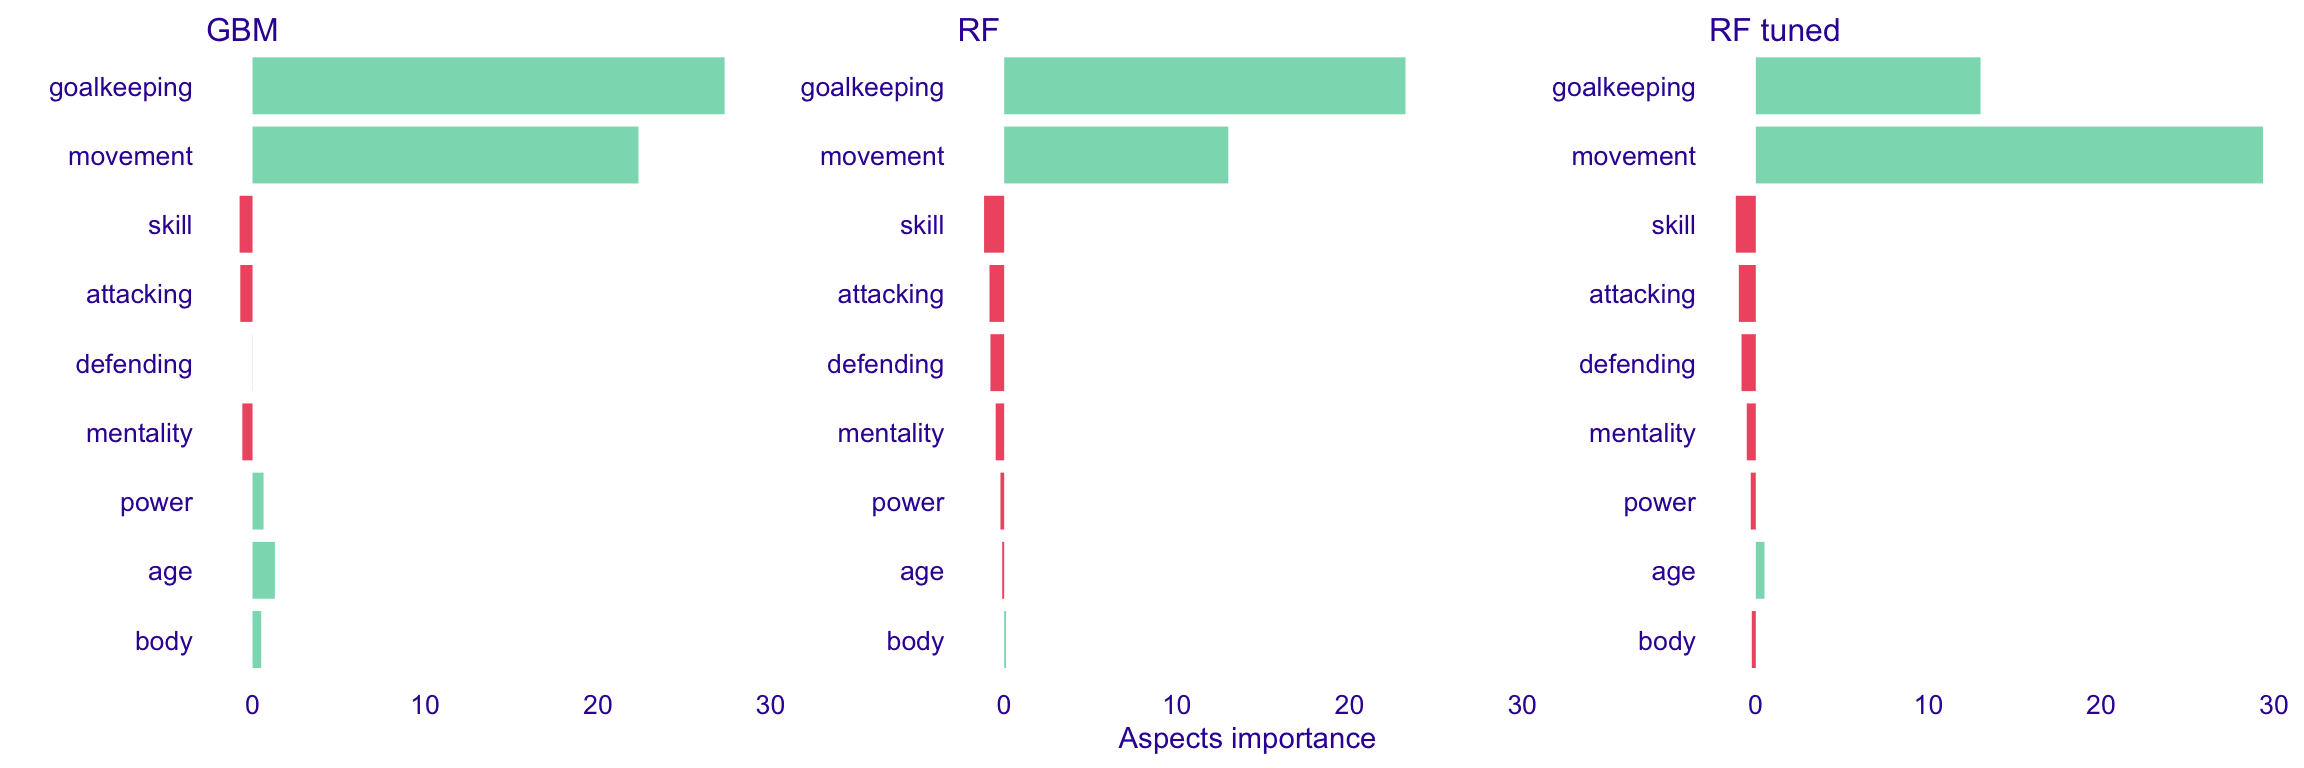 GBM
goalkeeping
movement
skill
attacking
defending
mentality
power
age
body
0 10 20 30
RF
goalkeeping
movement
skill
attacking
defending
mentality
power
age
body
0 10 20 30
RF tuned
goalkeeping
movement
skill
attacking
defending
mentality
power
age
body
0 10 20 30
Aspects importance